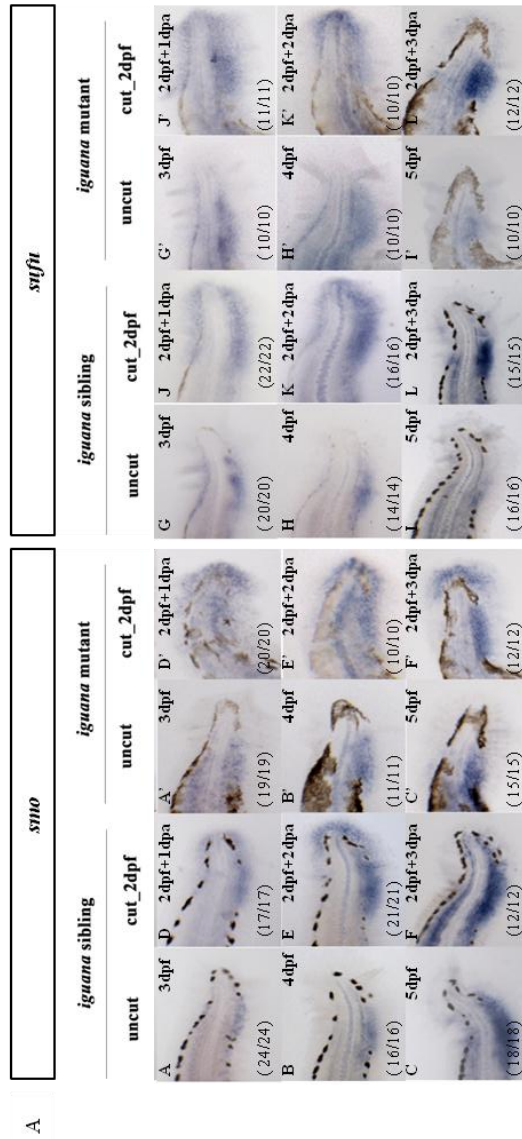 A
smo
sufu
iguana sibling
iguana mutant
iguana sibling
iguana mutant
uncut
cut_2dpf
uncut
cut_2dpf
uncut
cut_2dpf
uncut
cut_2dpf
A 3dpf
(24/24)
D 2dpf+1dpa
(17/17)
A' 3dpf
(19/19)
D' 2dpf+1dpa
(20/20)
G 3dpf
(20/20)
J 2dpf+1dpa
(22/22)
G' 3dpf
(10/10)
J' 2dpf+1dpa
(11/11)
B 4dpf
(16/16)
E 2dpf+2dpa
(21/21)
B' 4dpf
(11/11)
E' 2dpf+2dpa
(10/10)
H 4dpf
(14/14)
K 2dpf+2dpa
(16/16)
H' 4dpf
(10/10)
K' 2dpf+2dpa
(10/10)
C 5dpf
(18/18)
F 2dpf+3dpa
(12/12)
C' 5dpf
(15/15)
F' 2dpf+3dpa
(12/12)
I 5dpf
(16/16)
L 2dpf+3dpa
(15/15)
I' 5dpf
(10/10)
L' 2dpf+3dpa
(12/12)